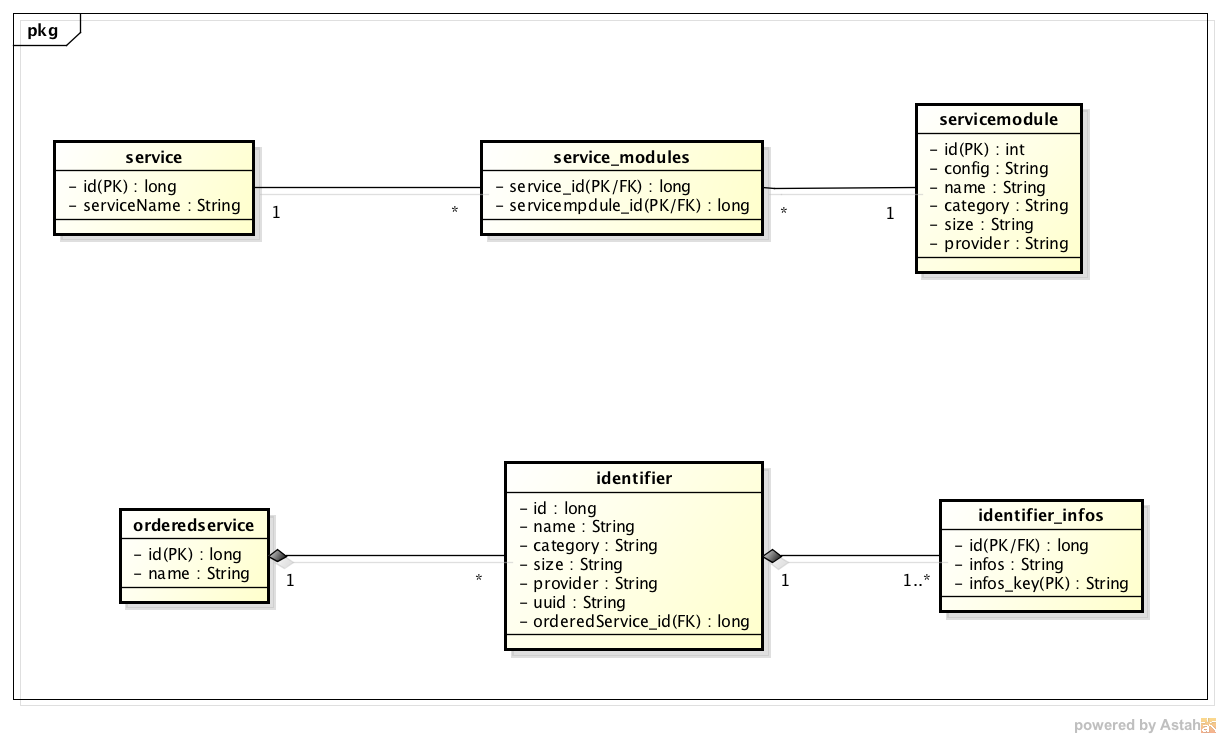 pkg
service
- id(PK) : long
- serviceName : String
1
*
service_modules
- service_id(PK/FK) : long
- servicempdule_id(PK/FK) : long
*
1
servicemodule
- id(PK) : int
- config : String
- name : String
- category : String
- size : String
- provider : String
orderedservice
- id(PK) : long
- name : String
1
*
identifier
- id : long
- name : String
- category : String
- size : String
- provider : String
- uuid : String
- orderedService_id(FK) : long
1
1..*
identifier_infos
- id(PK/FK) : long
- infos : String
- infos_key(PK) : String
powered by Astah